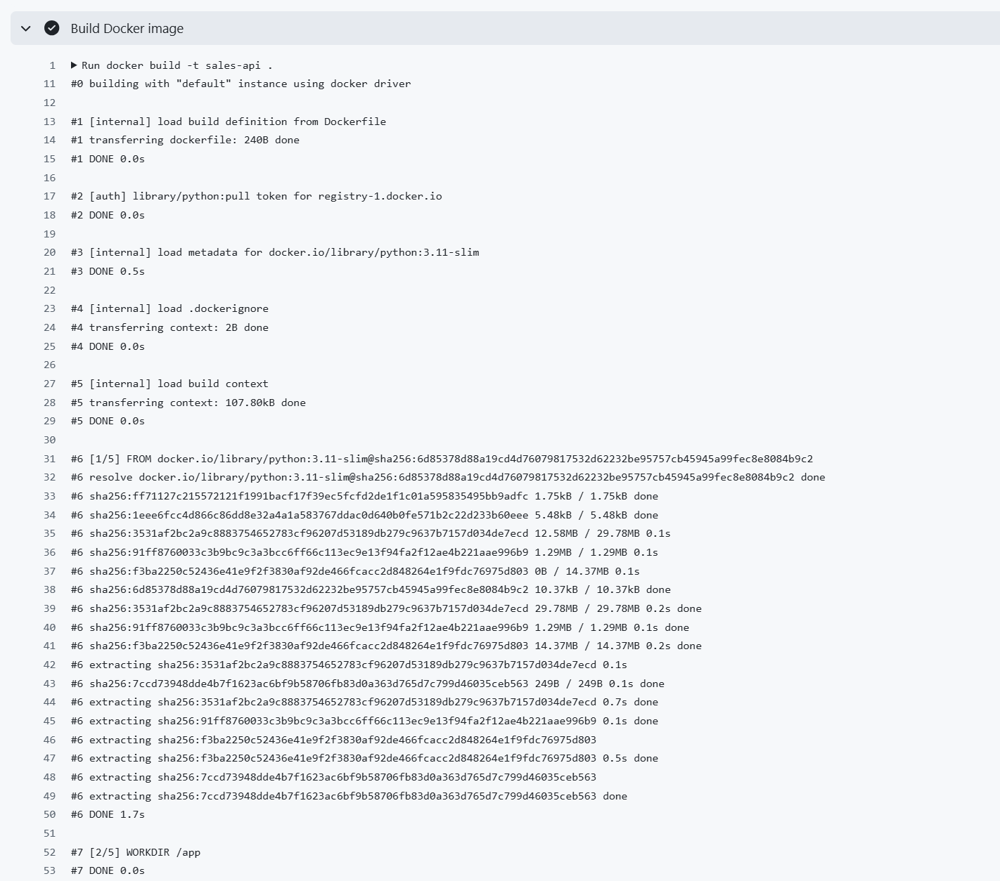 Build Docker image
1 Run docker build -t sales-api .
11 #0 building with "default" instance using docker driver
12
13 #1 [internal] load build definition from Dockerfile
14 #1 transferring dockerfile: 240B done
15 #1 DONE 0.0s
16
17 #2 [auth] library/python:pull token for registry-1.docker.io
18 #2 DONE 0.0s
19
20 #3 [internal] load metadata for docker.io/library/python:3.11-slim
21 #3 DONE 0.5s
22
23 #4 [internal] load .dockerignore
24 #4 transferring context: 2B done
25 #4 DONE 0.0s
26
27 #5 [internal] load build context
28 #5 transferring context: 107.80kB done
29 #5 DONE 0.0s
30
31 #6 [1/5] FROM docker.io/library/python:3.11-slim@sha256:6d85378d88a19cd4d76079817532d62232be95757cb45945a99fec8e8084b9c2
32 #6 resolve docker.io/library/python:3.11-slim@sha256:6d85378d88a19cd4d76079817532d62232be95757cb45945a99fec8e8084b9c2 done
33 #6 sha256:ff71127c215572121f1991bacf17f39ec5fcfd2de1f1c01a595835495bb9adfc 1.75kB / 1.75kB done
34 #6 sha256:1eee6fcc4d866c86dd8e32a4a1a583767ddac0d640b0fe571b2c22d233b60eee 5.48kB / 5.48kB done
35 #6 sha256:3531af2bc2a9c8883754652783cf96207d53189db279c9637b7157d034de7ecd 12.58MB / 29.78MB 0.1s
36 #6 sha256:91ff8760033c3b9bc9c3a3bcc6ff66c113ec9e13f94fa2f12ae4b221aae996b9 1.29MB / 1.29MB 0.1s
37 #6 sha256:f3ba2250c52436e41e9f2f3830af92de466fcacc2d848264e1f9fdc76975d803 0B / 14.37MB 0.1s
38 #6 sha256:6d85378d88a19cd4d76079817532d62232be95757cb45945a99fec8e8084b9c2 10.37kB / 10.37kB done
39 #6 sha256:3531af2bc2a9c8883754652783cf96207d53189db279c9637b7157d034de7ecd 29.78MB / 29.78MB 0.2s done
40 #6 sha256:91ff8760033c3b9bc9c3a3bcc6ff66c113ec9e13f94fa2f12ae4b221aae996b9 1.29MB / 1.29MB 0.1s done
41 #6 sha256:f3ba2250c52436e41e9f2f3830af92de466fcacc2d848264e1f9fdc76975d803 14.37MB / 14.37MB 0.2s done
42 #6 extracting sha256:3531af2bc2a9c8883754652783cf96207d53189db279c9637b7157d034de7ecd 0.1s
43 #6 sha256:7ccd73948dde4b7f1623ac6bf9b58706fb83d0a363d765d7c799d46035ceb563 249B / 249B 0.1s done
44 #6 extracting sha256:3531af2bc2a9c8883754652783cf96207d53189db279c9637b7157d034de7ecd 0.7s done
45 #6 extracting sha256:91ff8760033c3b9bc9c3a3bcc6ff66c113ec9e13f94fa2f12ae4b221aae996b9 0.1s done
46 #6 extracting sha256:f3ba2250c52436e41e9f2f3830af92de466fcacc2d848264e1f9fdc76975d803
47 #6 extracting sha256:f3ba2250c52436e41e9f2f3830af92de466fcacc2d848264e1f9fdc76975d803 0.5s done
48 #6 extracting sha256:7ccd73948dde4b7f1623ac6bf9b58706fb83d0a363d765d7c799d46035ceb563
49 #6 extracting sha256:7ccd73948dde4b7f1623ac6bf9b58706fb83d0a363d765d7c799d46035ceb563 done
50 #6 DONE 1.7s
51
52 #7 [2/5] WORKDIR /app
53 #7 DONE 0.0s